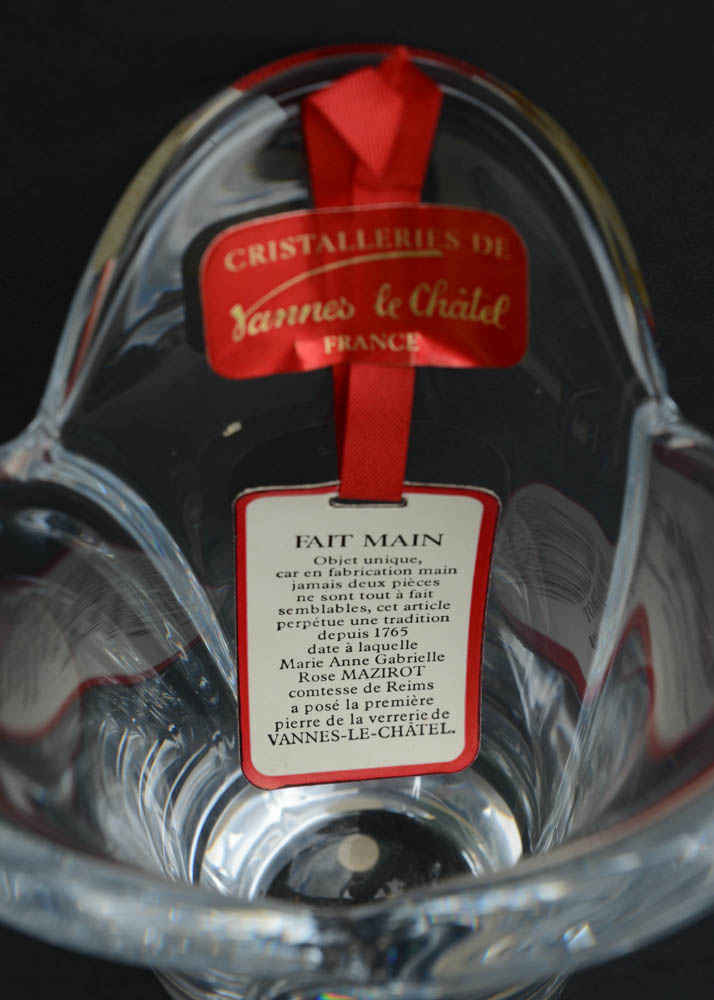 CRISTALLERIES DE
Vannes le Châtel
FRANCE
FAIT MAIN
Objet unique,
car en fabrication main
jamais deux pièces
ne sont tout à fait
semblables, cet article
perpétue une tradition
depuis 1765
date à laquelle
Marie Anne Gabrielle
Rose MAZIROT
comtesse de Reims
a posé la première
pierre de la verrerie de
VANNES-LE-CHÂTEL.